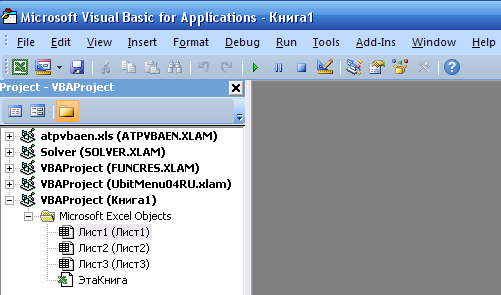 Microsoft Visual Basic for Applications - Книга1
File Edit View Insert Format Debug Run Tools Add-Ins Window Help
Project - VBAProject
atpvbaen.xls (ATPVBAEN.XLAM)
Solver (SOLVER.XLAM)
VBAProject (FUNCRES.XLAM)
VBAProject (UbitMenu04RU.xlam)
VBAProject (Книга1)
Microsoft Excel Objects
Лист1 (Лист1)
Лист2 (Лист2)
Лист3 (Лист3)
ЭтаКнига